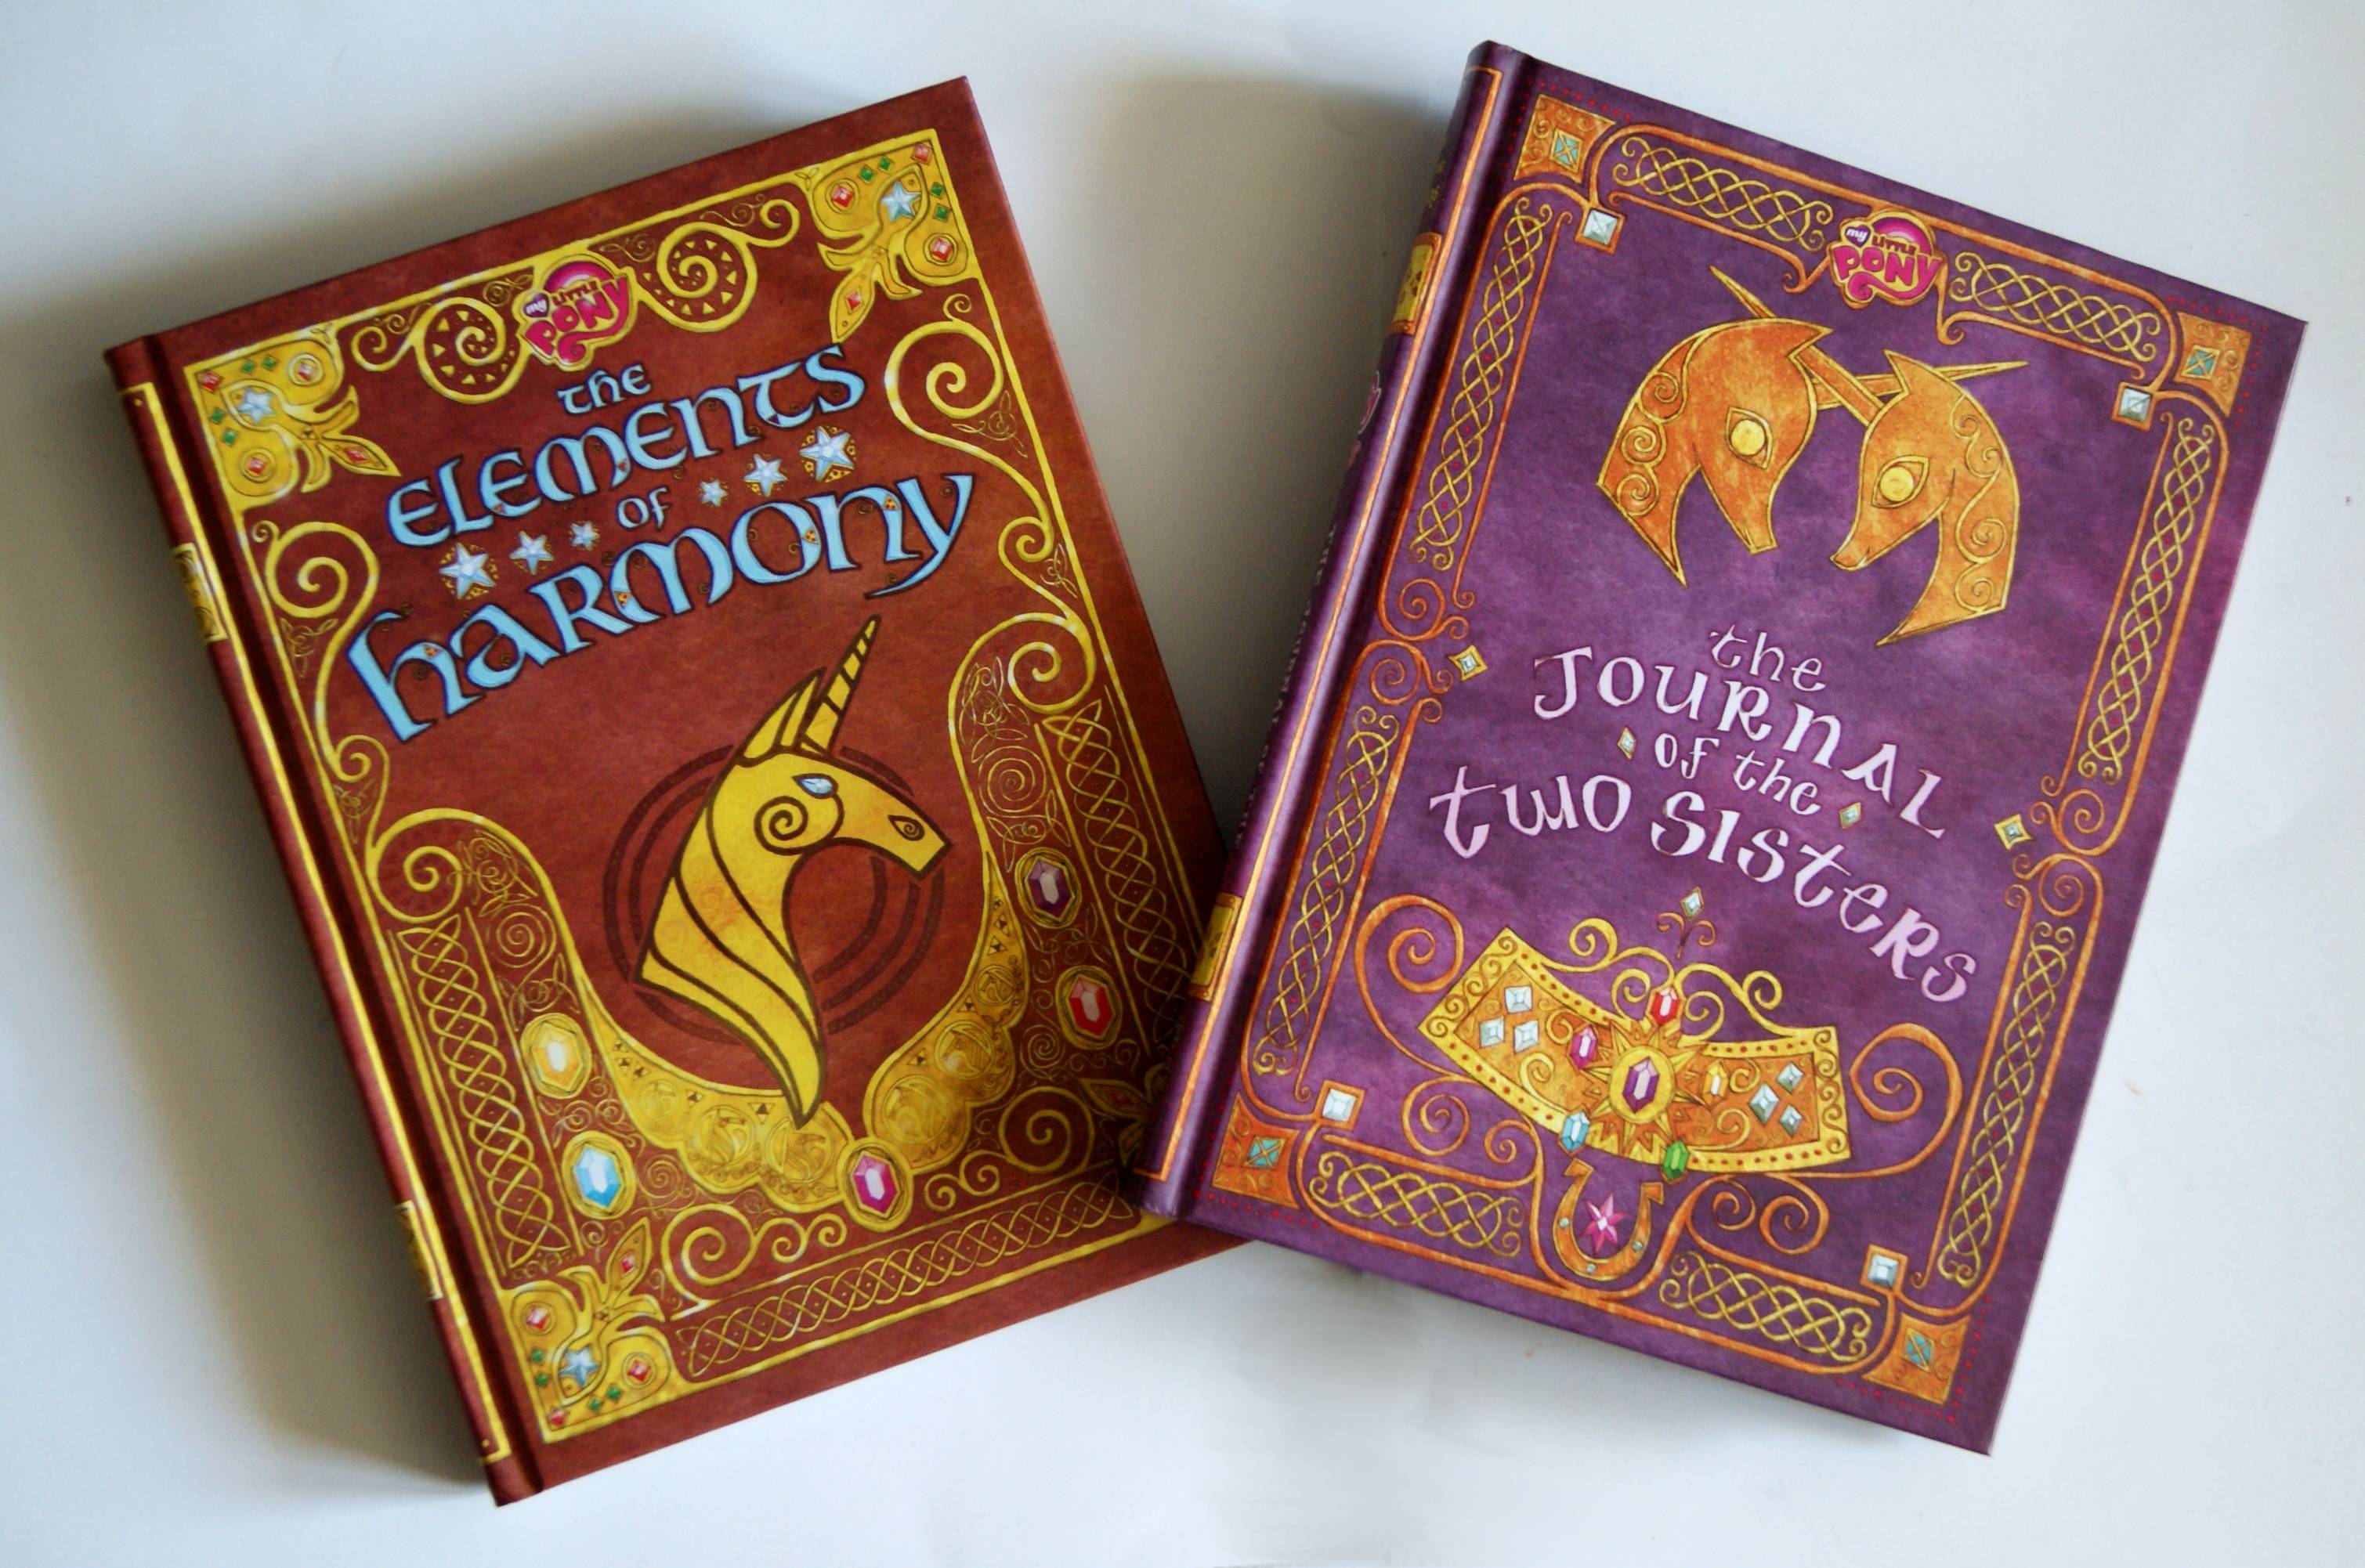 my LITTLE
PONY
the
ELEMENTS
OF
harmony
my LITTLE
PONY
the
JOURNAL
of the
two SISTERS